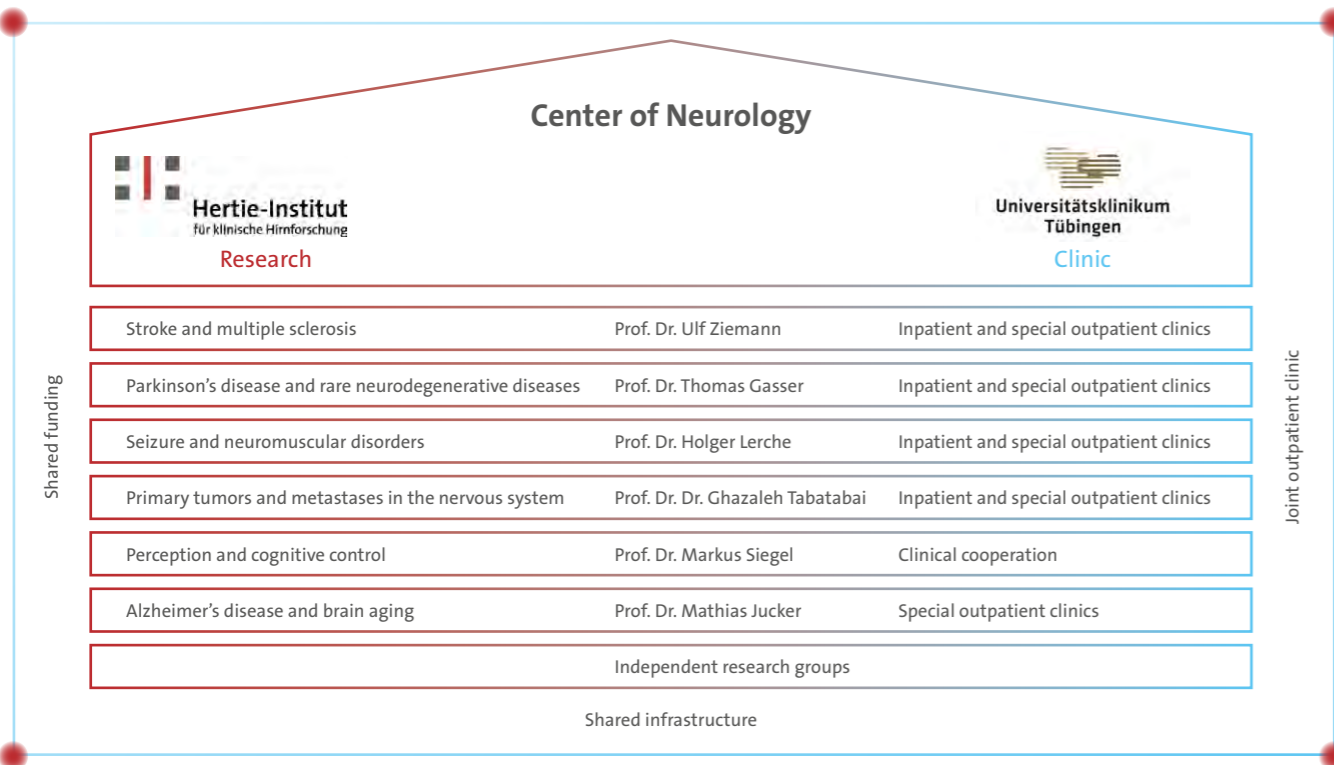 Center of Neurology
Hertie-Institut
für klinische Hirnforschung
Research
Universitätsklinikum
Tübingen
Clinic
Shared funding
Stroke and multiple sclerosis Prof. Dr. Ulf Ziemann Inpatient and special outpatient clinics
Parkinson’s disease and rare neurodegenerative diseases Prof. Dr. Thomas Gasser Inpatient and special outpatient clinics
Seizure and neuromuscular disorders Prof. Dr. Holger Lerche Inpatient and special outpatient clinics
Primary tumors and metastases in the nervous system Prof. Dr. Dr. Ghazaleh Tabatabai Inpatient and special outpatient clinics
Perception and cognitive control Prof. Dr. Markus Siegel Clinical cooperation
Alzheimer’s disease and brain aging Prof. Dr. Mathias Jucker Special outpatient clinics
Independent research groups
Joint outpatient clinic
Shared infrastructure